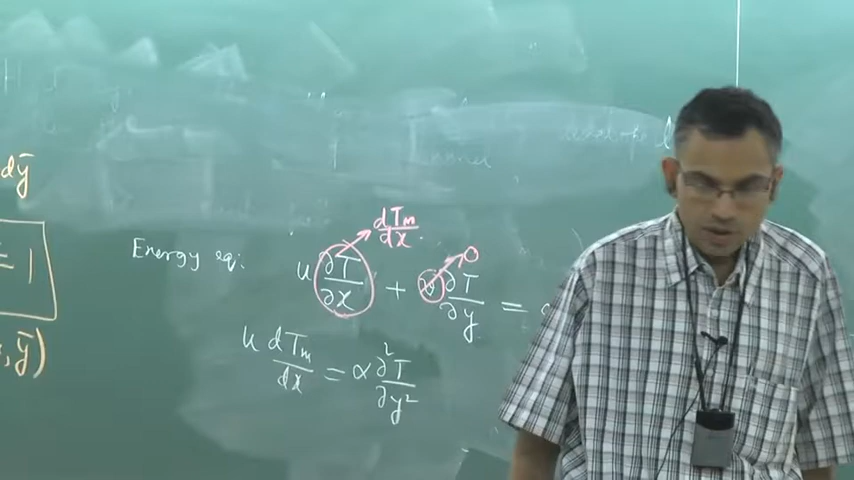 dȳ
= 1
, ȳ)
Energy eq:
dTm/dx
0
u ∂T/∂x + v ∂T/∂y =
u dTm/dx = α ∂²T/∂y²